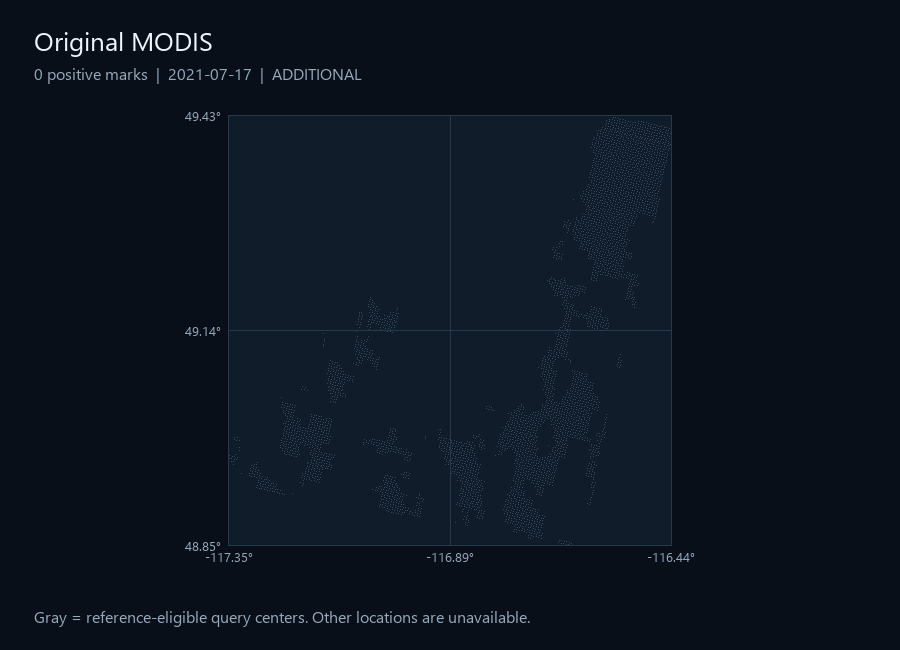 Original MODIS
0 positive marks | 2021-07-17 | ADDITIONAL
49.43°
49.14°
48.85°
-117.35° -116.89° -116.44°
Gray = reference-eligible query centers. Other locations are unavailable.